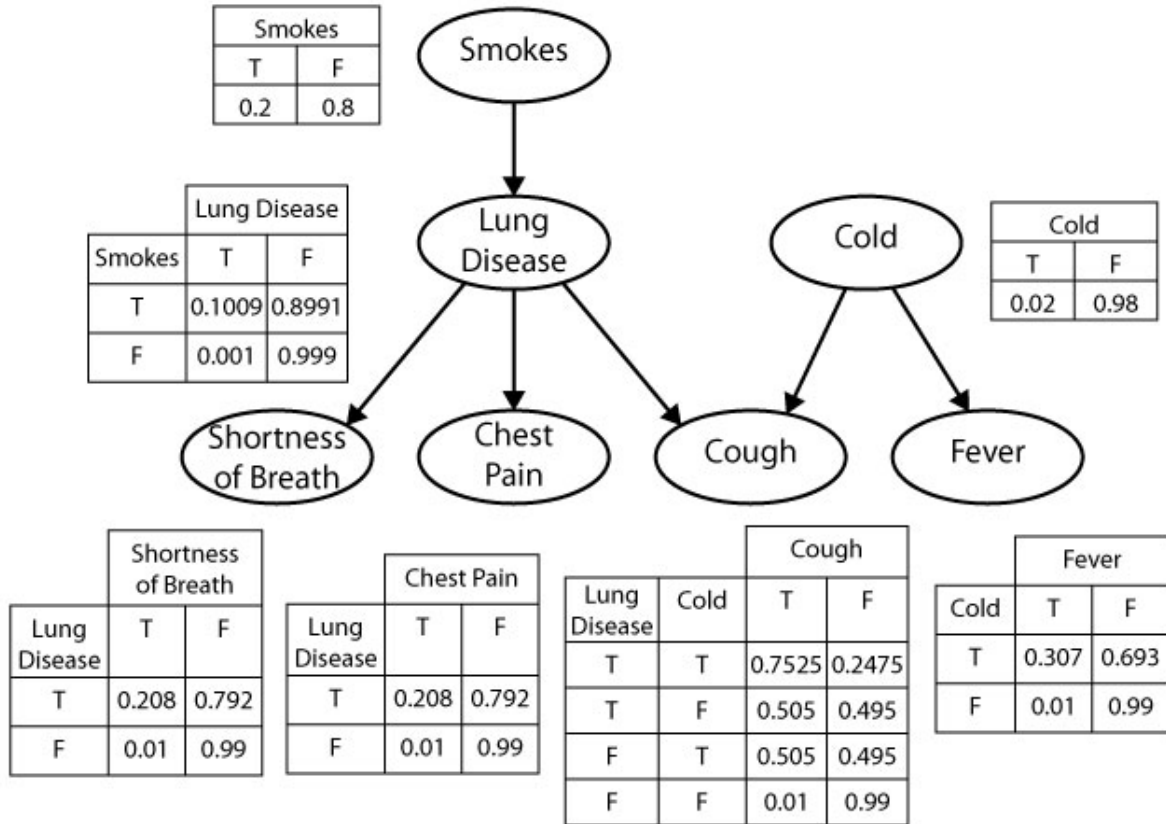 Smokes
T F
0.2 0.8
Smokes
Lung Disease
Smokes T F
T 0.1009 0.8991
F 0.001 0.999
Lung
Disease
Cold
Cold
T F
0.02 0.98
Shortness
of Breath
Chest
Pain
Cough
Fever
Shortness
of Breath
Lung
Disease
T F
T 0.208 0.792
F 0.01 0.99
Chest Pain
Lung
Disease
T F
T 0.208 0.792
F 0.01 0.99
Cough
Lung
Disease
Cold T F
T T 0.7525 0.2475
T F 0.505 0.495
F T 0.505 0.495
F F 0.01 0.99
Fever
Cold T F
T 0.307 0.693
F 0.01 0.99